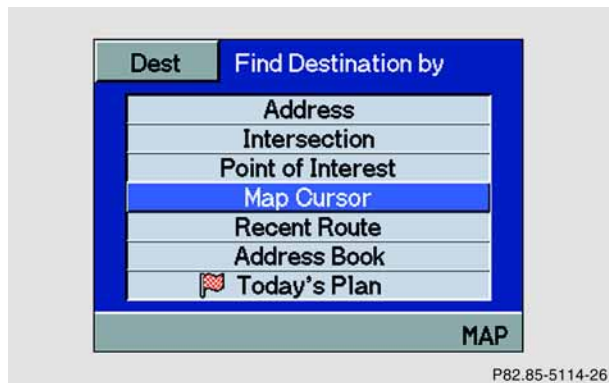 Dest Find Destination by
Address
Intersection
Point of Interest
Map Cursor
Recent Route
Address Book
Today's Plan
MAP
P82.85-5114-26